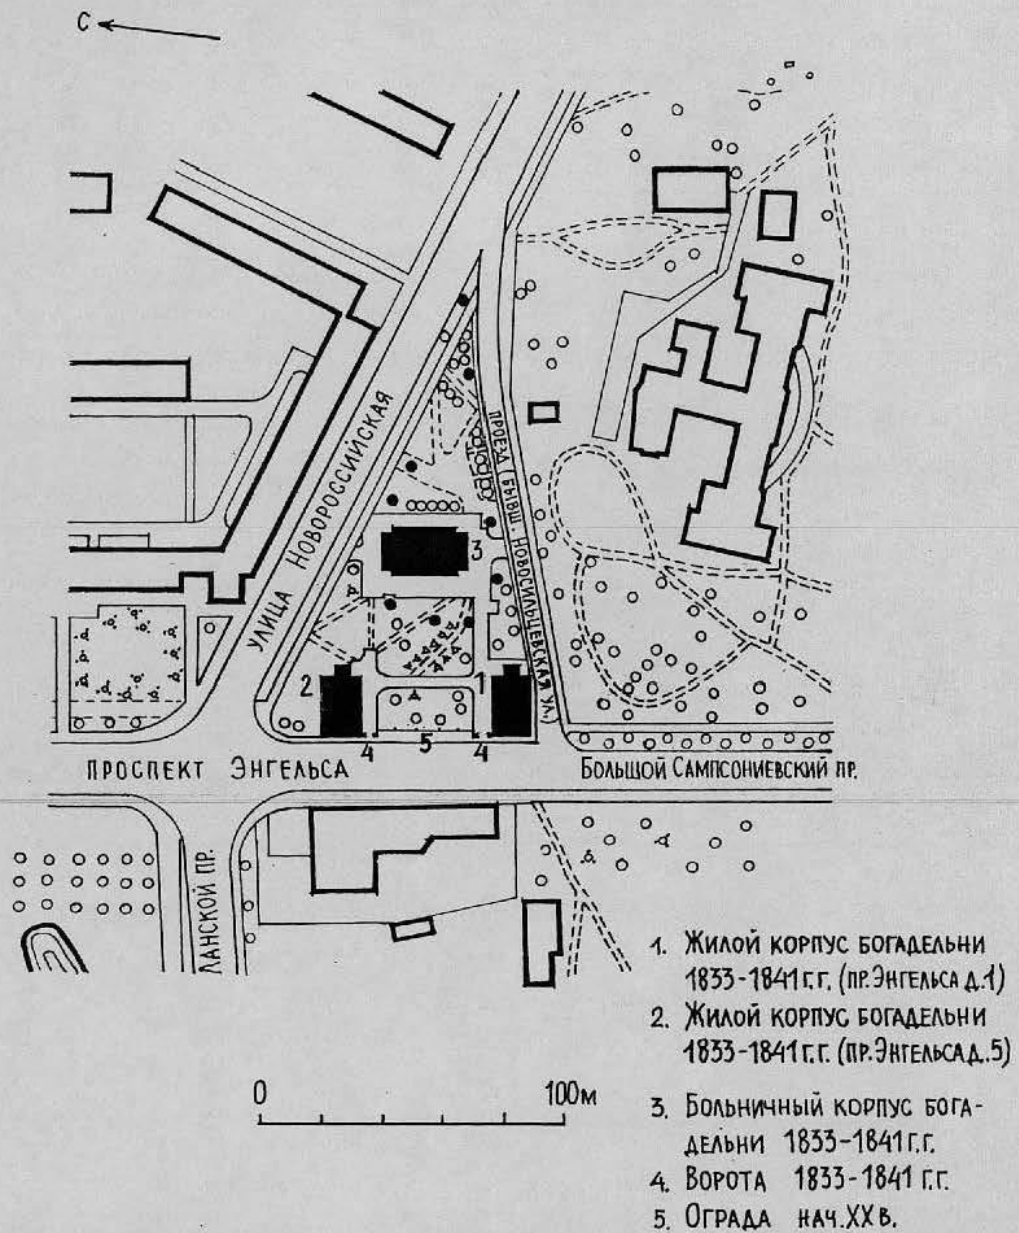 С
УЛИЦА НОВОРОССИЙСКАЯ
ПРОЕЗД (БЫВШ. НОВОСИЛЬЦЕВСКАЯ УЛ.)
3
2
1
4
5
4
ПРОСПЕКТ ЭНГЕЛЬСА
БОЛЬШОЙ САМПСОНИЕВСКИЙ ПР.
ЛАНСКОЙ ПР.
1. ЖИЛОЙ КОРПУС БОГАДЕЛЬНИ
1833-1841 Г.Г. (ПР. ЭНГЕЛЬСА Д.1)
2. ЖИЛОЙ КОРПУС БОГАДЕЛЬНИ
1833-1841 Г.Г. (ПР. ЭНГЕЛЬСА Д.5)
0 100м
3. БОЛЬНИЧНЫЙ КОРПУС БОГА-
ДЕЛЬНИ 1833-1841 Г.Г.
4. ВОРОТА 1833-1841 Г.Г.
5. ОГРАДА НАЧ. XX В.